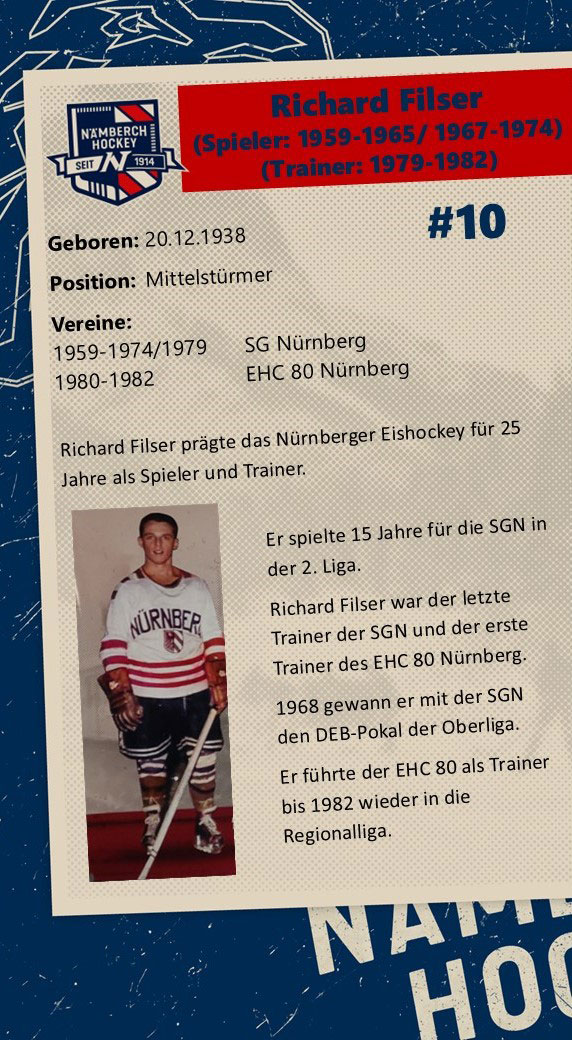 NÄMBERCH
HOCKEY
SEIT N 1914
Richard Filser
(Spieler: 1959-1965/ 1967-1974)
(Trainer: 1979-1982)
#10
Geboren: 20.12.1938
Position: Mittelstürmer
Vereine:
1959-1974/1979 SG Nürnberg
1980-1982 EHC 80 Nürnberg
Richard Filser prägte das Nürnberger Eishockey für 25
Jahre als Spieler und Trainer.
NÜRNBER
Er spielte 15 Jahre für die SGN in
der 2. Liga.
Richard Filser war der letzte
Trainer der SGN und der erste
Trainer des EHC 80 Nürnberg.
1968 gewann er mit der SGN
den DEB-Pokal der Oberliga.
Er führte der EHC 80 als Trainer
bis 1982 wieder in die
Regionalliga.
NÄMB
HOC